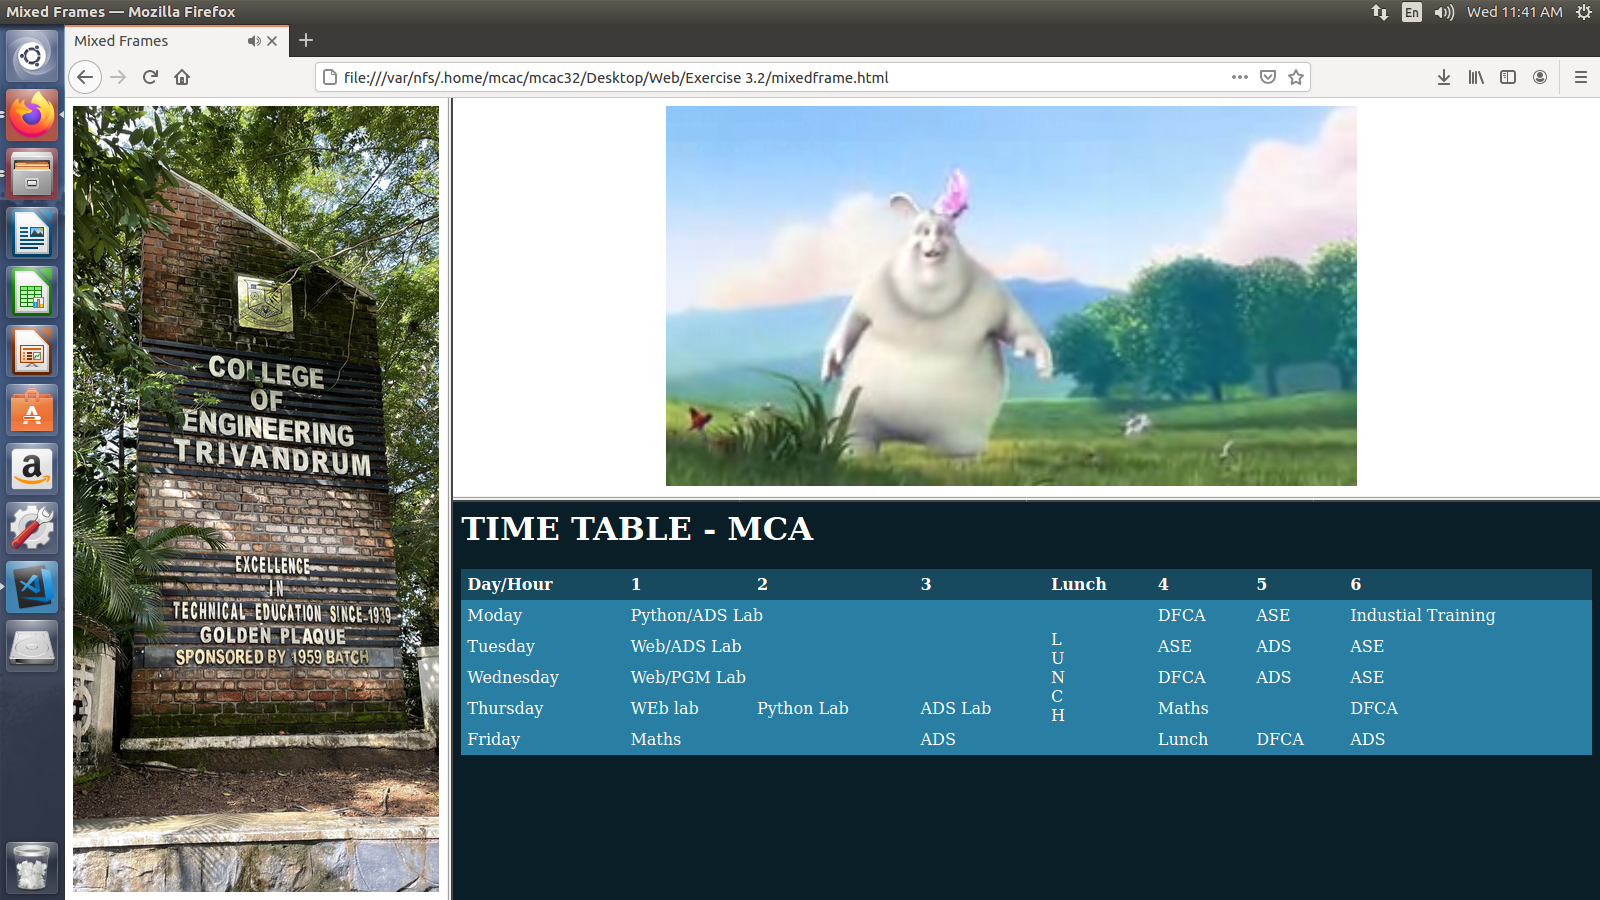 Mixed Frames — Mozilla Firefox
En
Wed 11:41 AM
Mixed Frames
file:///var/nfs/.home/mcac/mcac32/Desktop/Web/Exercise 3.2/mixedframe.html
COLLEGE
OF
ENGINEERING
TRIVANDRUM
EXCELLENCE
IN
TECHNICAL EDUCATION SINCE-1939
GOLDEN PLAQUE
SPONSORED BY 1959 BATCH
TIME TABLE - MCA
Day/Hour 1 2 3 Lunch 4 5 6
Moday Python/ADS Lab DFCA ASE Industial Training
Tuesday Web/ADS Lab ASE ADS ASE
Wednesday Web/PGM Lab DFCA ADS ASE
Thursday WEb lab Python Lab ADS Lab Maths DFCA
Friday Maths ADS Lunch DFCA ADS
L
U
N
C
H